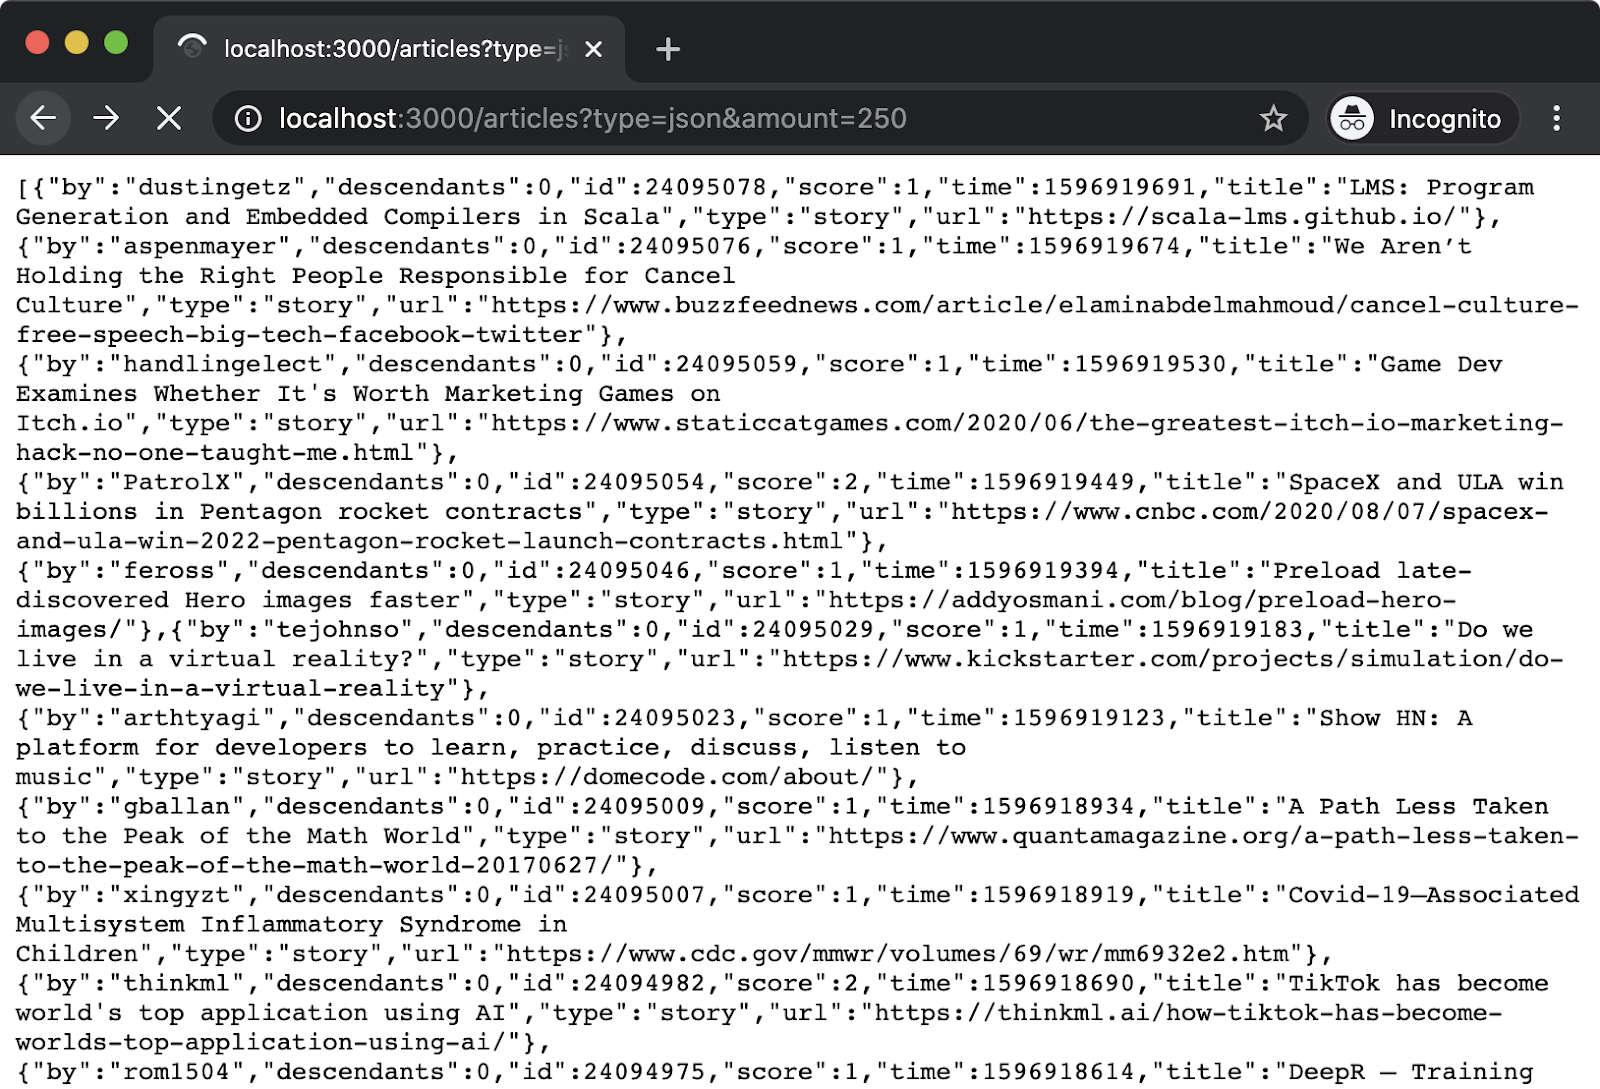 localhost:3000/articles?type=js
localhost:3000/articles?type=json&amount=250
Incognito
[{"by":"dustingetz","descendants":0,"id":24095078,"score":1,"time":1596919691,"title":"LMS: Program
Generation and Embedded Compilers in Scala","type":"story","url":"https://scala-lms.github.io/"},
{"by":"aspenmayer","descendants":0,"id":24095076,"score":1,"time":1596919674,"title":"We Aren’t
Holding the Right People Responsible for Cancel
Culture","type":"story","url":"https://www.buzzfeednews.com/article/elaminabdelmahmoud/cancel-culture-
free-speech-big-tech-facebook-twitter"},
{"by":"handlingelect","descendants":0,"id":24095059,"score":1,"time":1596919530,"title":"Game Dev
Examines Whether It's Worth Marketing Games on
Itch.io","type":"story","url":"https://www.staticcatgames.com/2020/06/the-greatest-itch-io-marketing-
hack-no-one-taught-me.html"},
{"by":"PatrolX","descendants":0,"id":24095054,"score":2,"time":1596919449,"title":"SpaceX and ULA win
billions in Pentagon rocket contracts","type":"story","url":"https://www.cnbc.com/2020/08/07/spacex-
and-ula-win-2022-pentagon-rocket-launch-contracts.html"},
{"by":"feross","descendants":0,"id":24095046,"score":1,"time":1596919394,"title":"Preload late-
discovered Hero images faster","type":"story","url":"https://addyosmani.com/blog/preload-hero-
images/"},{"by":"tejohnso","descendants":0,"id":24095029,"score":1,"time":1596919183,"title":"Do we
live in a virtual reality?","type":"story","url":"https://www.kickstarter.com/projects/simulation/do-
we-live-in-a-virtual-reality"},
{"by":"arthtyagi","descendants":0,"id":24095023,"score":1,"time":1596919123,"title":"Show HN: A
platform for developers to learn, practice, discuss, listen to
music","type":"story","url":"https://domecode.com/about/"},
{"by":"gballan","descendants":0,"id":24095009,"score":1,"time":1596918934,"title":"A Path Less Taken
to the Peak of the Math World","type":"story","url":"https://www.quantamagazine.org/a-path-less-taken-
to-the-peak-of-the-math-world-20170627/"},
{"by":"xingyzt","descendants":0,"id":24095007,"score":1,"time":1596918919,"title":"Covid-19–Associated
Multisystem Inflammatory Syndrome in
Children","type":"story","url":"https://www.cdc.gov/mmwr/volumes/69/wr/mm6932e2.htm"},
{"by":"thinkml","descendants":0,"id":24094982,"score":2,"time":1596918690,"title":"TikTok has become
world's top application using AI","type":"story","url":"https://thinkml.ai/how-tiktok-has-become-
worlds-top-application-using-ai/"},
{"by":"rom1504","descendants":0,"id":24094975,"score":1,"time":1596918614,"title":"DeepR – Training